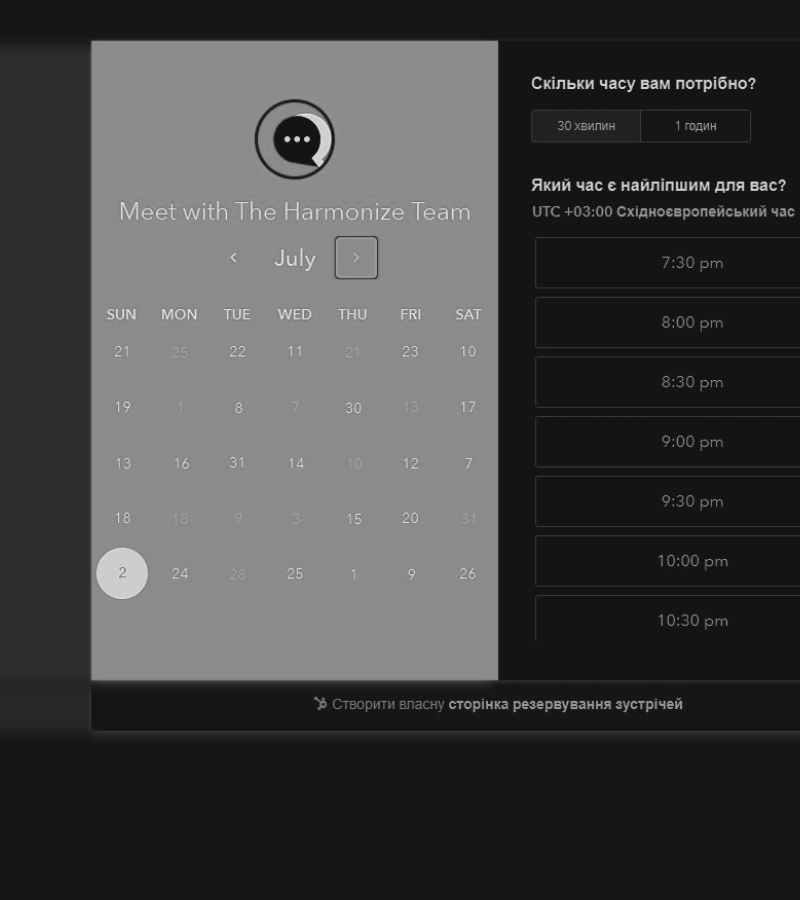 Meet with The Harmonize Team
‹ July ›
SUN MON TUE WED THU FRI SAT
21 25 22 11 21 23 10
19 1 8 7 30 13 17
13 16 31 14 10 12 7
18 18 9 3 15 20 31
2 24 28 25 1 9 26
Скільки часу вам потрібно?
30 хвилин 1 годин
Який час є найліпшим для вас?
UTC +03:00 Східноєвропейський час
7:30 pm
8:00 pm
8:30 pm
9:00 pm
9:30 pm
10:00 pm
10:30 pm
Створити власну сторінка резервування зустрічей